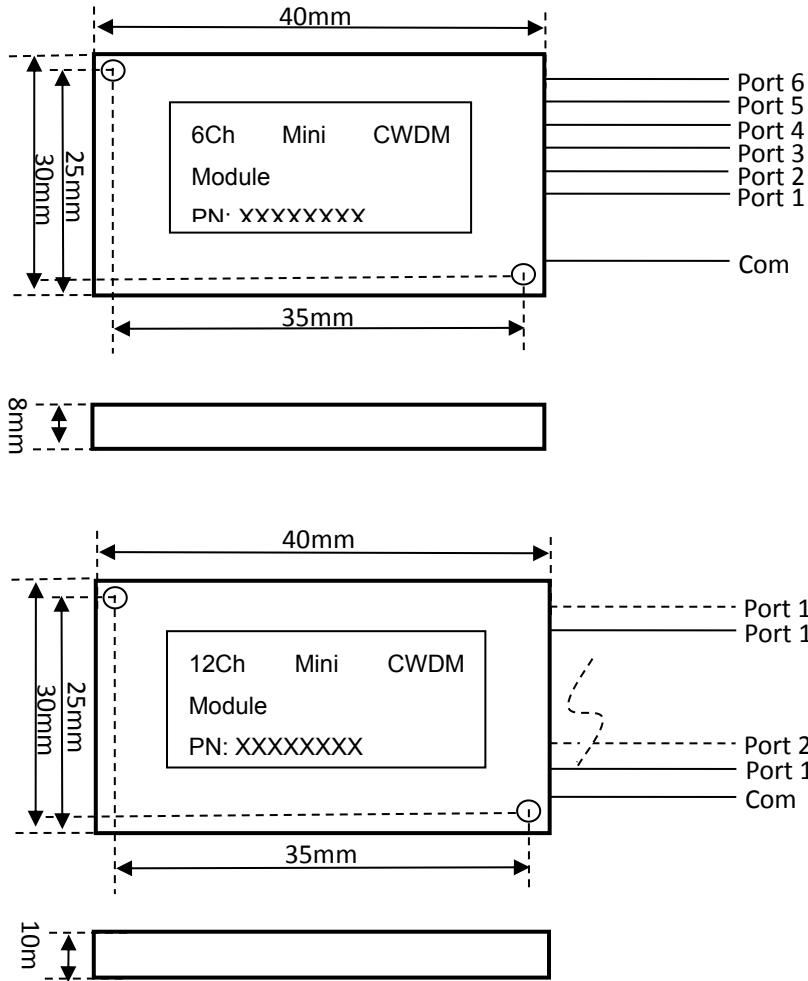 40mm
Port 6
Port 5
Port 4
Port 3
Port 2
Port 1
Com
6Ch Mini CWDM
Module
PN: XXXXXXXX
25mm
30mm
35mm
8mm
40mm
Port 1
Port 1
Port 2
Port 1
Com
12Ch Mini CWDM
Module
PN: XXXXXXXX
25mm
30mm
35mm
10m